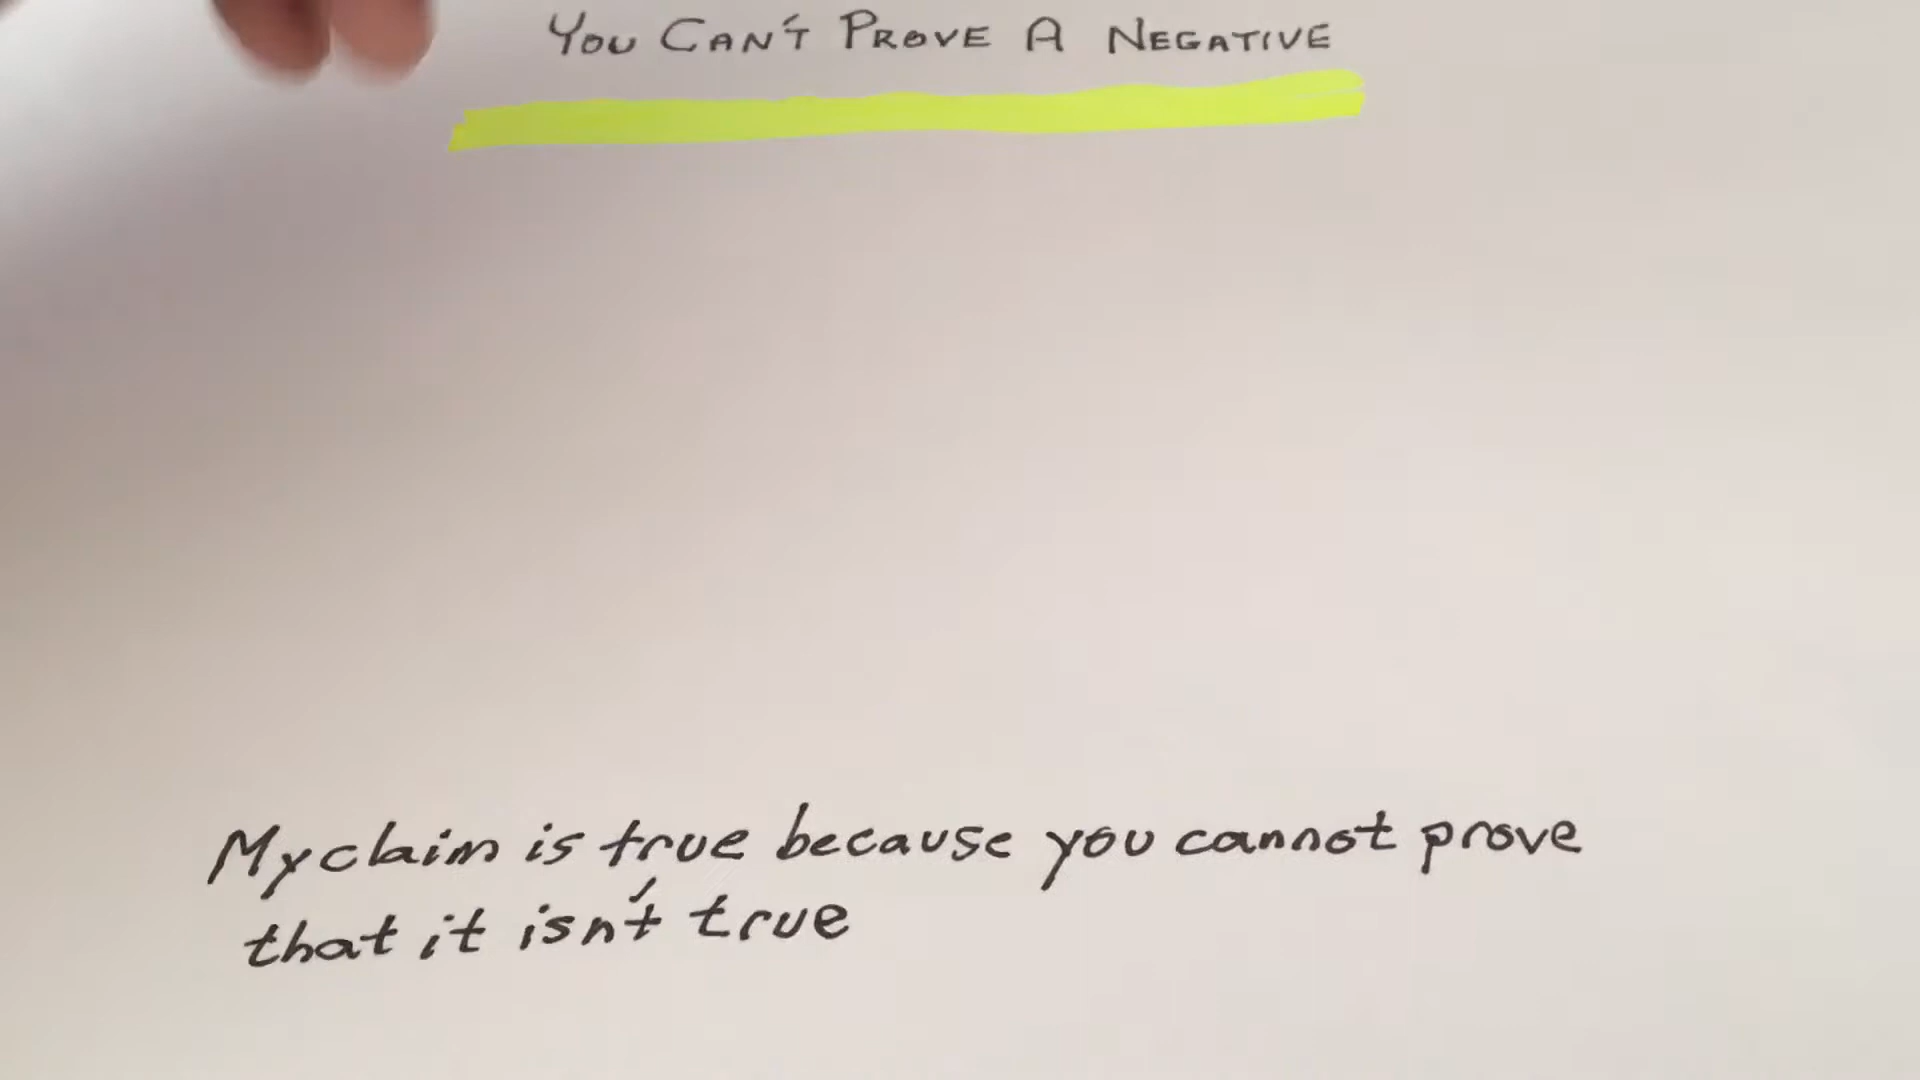 YOU CAN'T PROVE A NEGATIVE
My claim is true because you cannot prove
that it isn't true